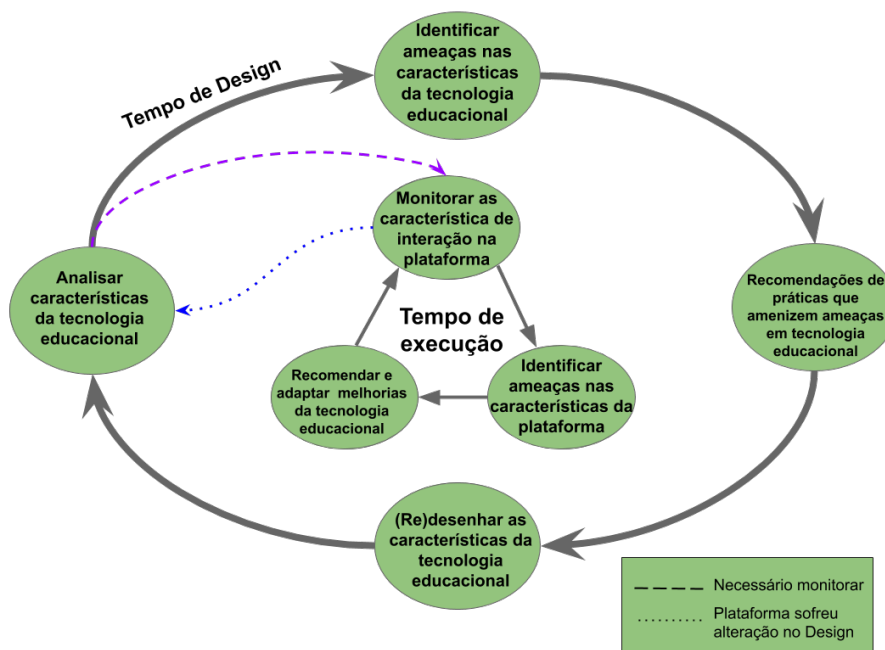 Identificar
ameaças nas
características
da tecnologia
educacional
Tempo de Design
Monitorar as
característica de
interação na
plataforma
Analisar
características
da tecnologia
educacional
Recomendações de
práticas que
amenizem ameaças
em tecnologia
educacional
Tempo de
execução
Recomendar e
adaptar melhorias
da tecnologia
educacional
Identificar
ameaças nas
características da
plataforma
(Re)desenhar as
características da
tecnologia
educacional
Necessário monitorar
Plataforma sofreu
alteração no Design